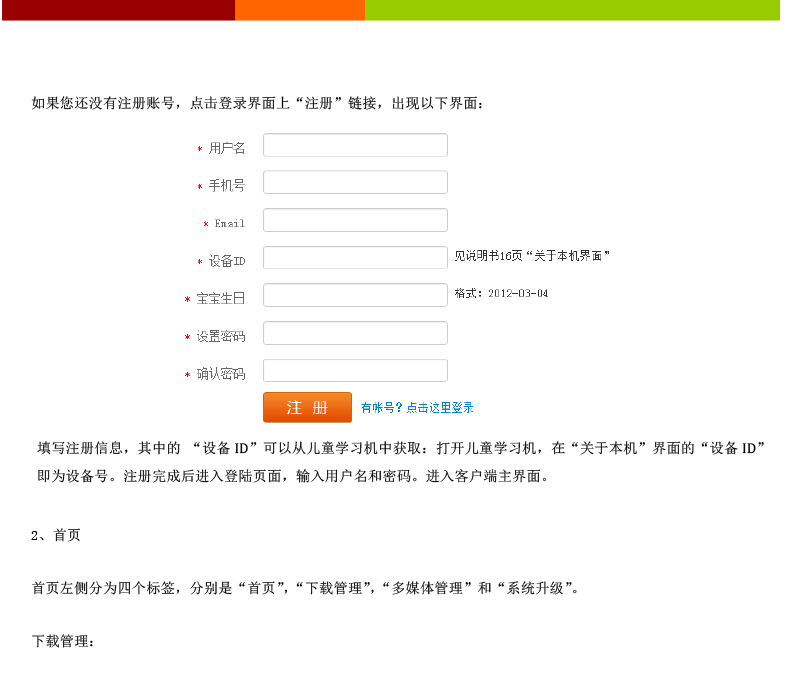 如果您还没有注册账号，点击登录界面上“注册”链接，出现以下界面：
* 用户名
* 手机号
* Email
* 设备ID 见说明书16页“关于本机界面”
* 宝宝生日 格式：2012-03-04
* 设置密码
* 确认密码
注 册 有帐号？点击这里登录
填写注册信息，其中的 “设备 ID”可以从儿童学习机中获取：打开儿童学习机，在“关于本机”界面的“设备 ID”
即为设备号。注册完成后进入登陆页面，输入用户名和密码。进入客户端主界面。
2、首页
首页左侧分为四个标签，分别是“首页”，“下载管理”，“多媒体管理”和“系统升级”。
下载管理：